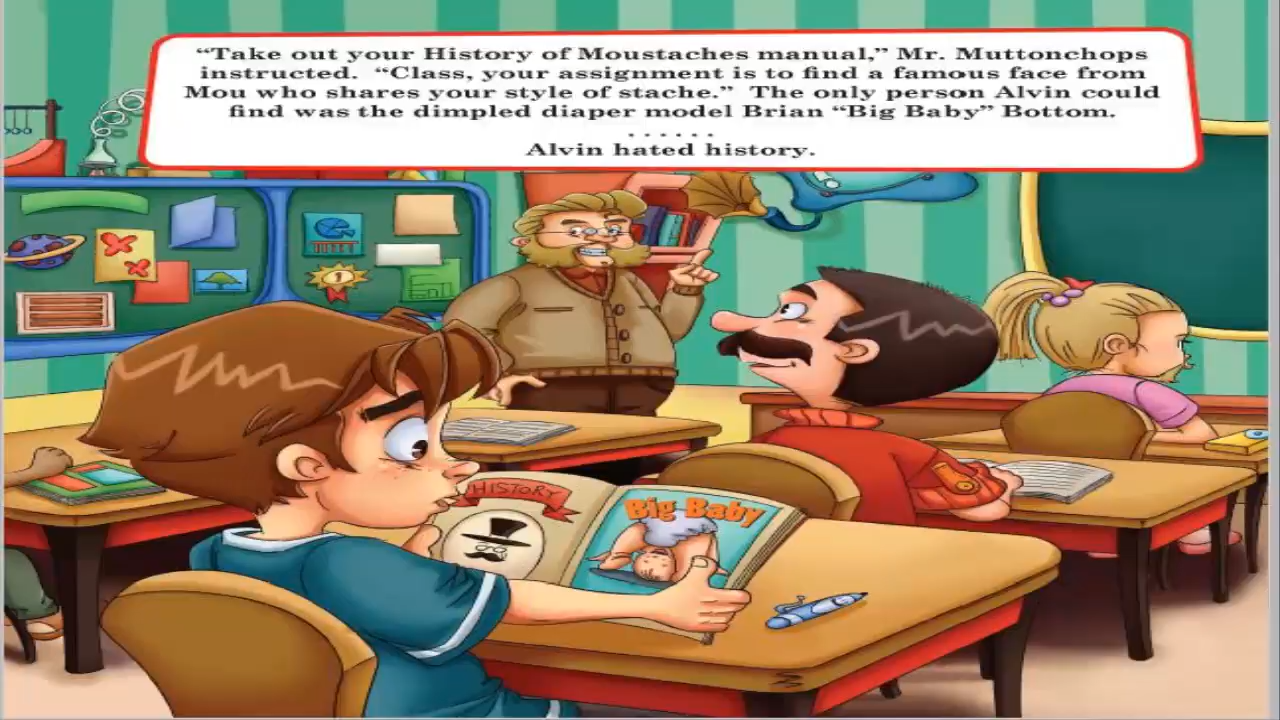 “Take out your History of Moustaches manual,” Mr. Muttonchops
instructed. “Class, your assignment is to find a famous face from
Mou who shares your style of stache.” The only person Alvin could
find was the dimpled diaper model Brian “Big Baby” Bottom.
. . . . . .
Alvin hated history.
1
HISTORY
Big Baby